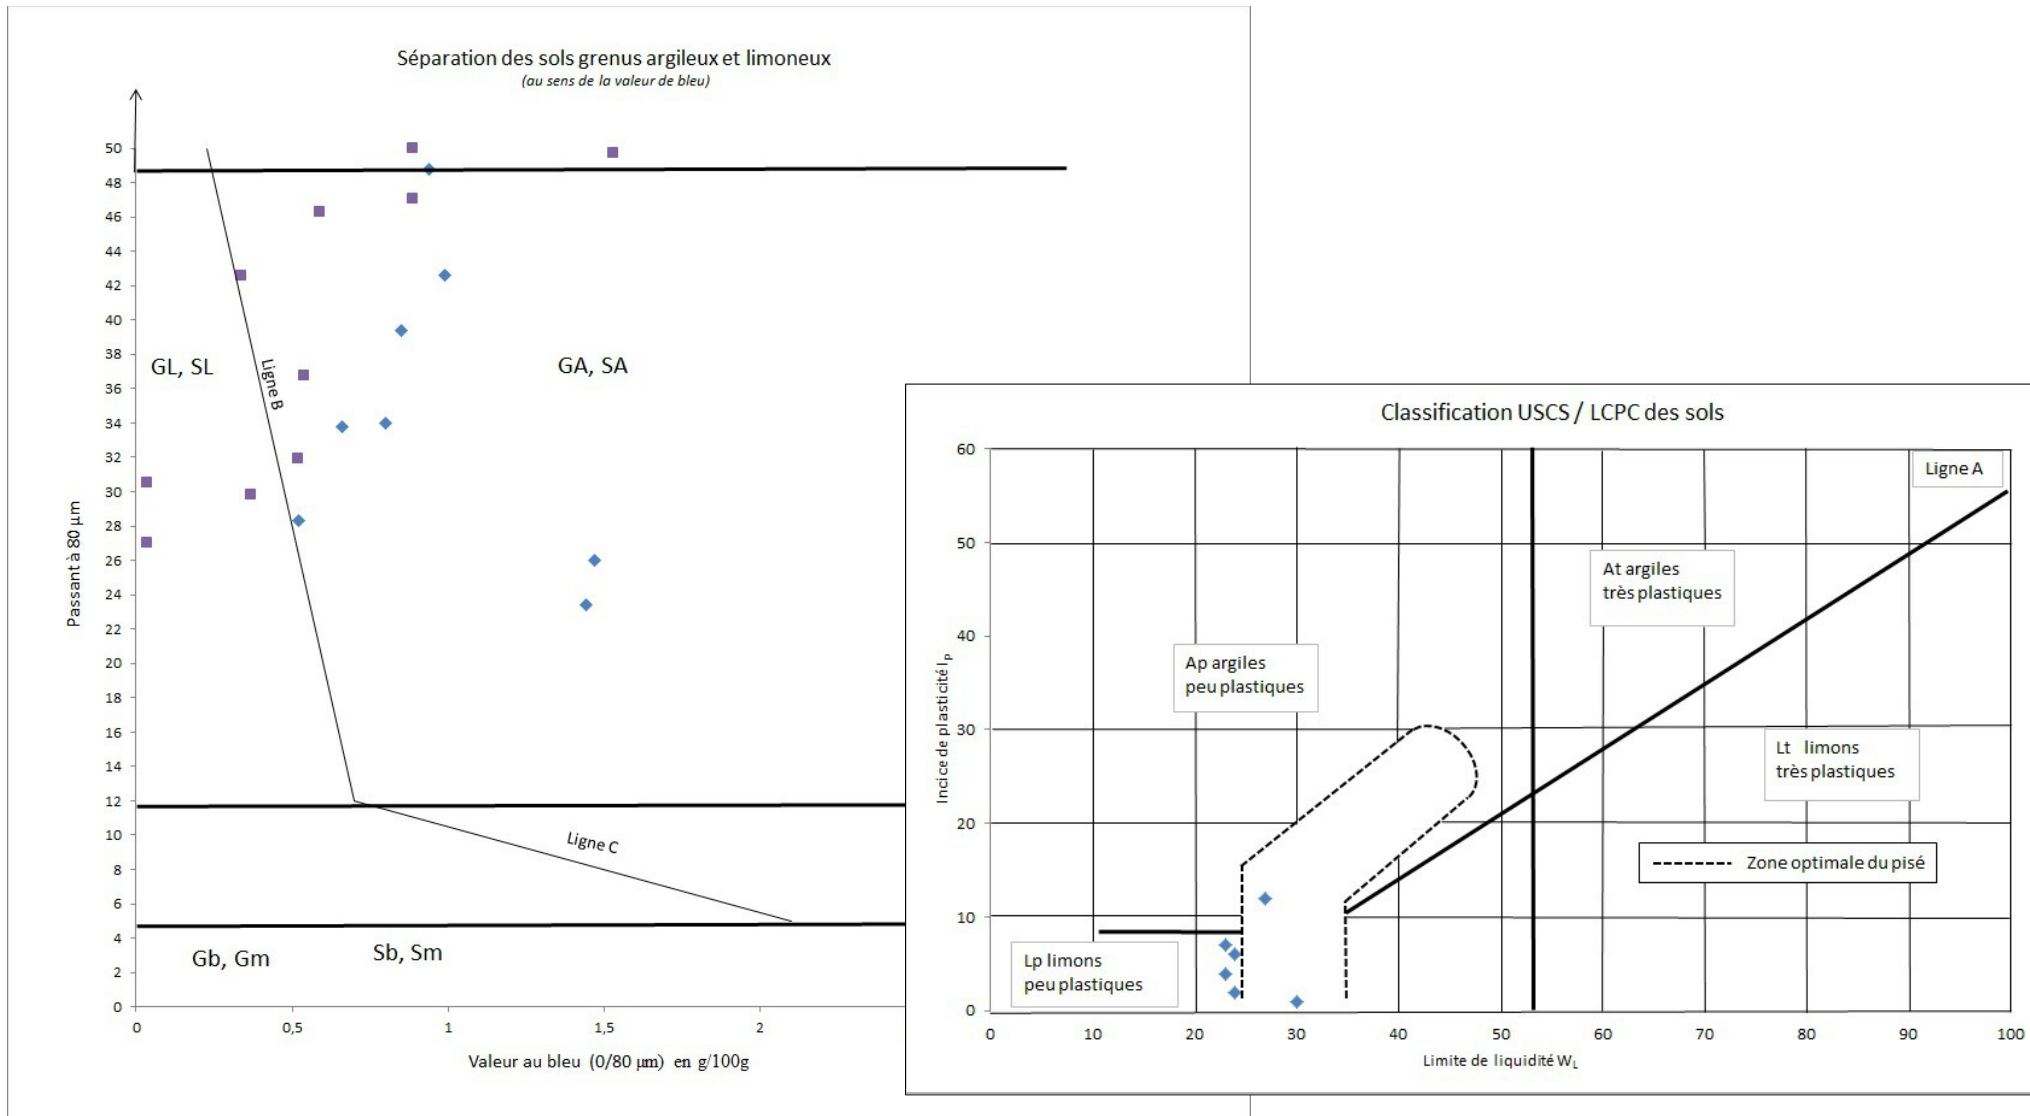 Séparation des sols grenus argileux et limoneux
(au sens de la valeur de bleu)
50
48
46
44
42
40
38
36
34
32
30
28
26
24
22
20
18
16
14
12
10
8
6
4
2
0
Passant à 80 µm
GL, SL
Ligne B
GA, SA
Ligne C
Gb, Gm
Sb, Sm
0
0,5
1
1,5
2
Valeur au bleu (0/80 µm) en g/100g
Classification USCS / LCPC des sols
60
50
40
30
20
10
0
Incice de plasticité Ip
Ligne A
At argiles
très plastiques
Ap argiles
peu plastiques
Lt limons
très plastiques
Zone optimale du pisé
Lp limons
peu plastiques
0
10
20
30
40
50
60
70
80
90
100
Limite de liquidité WL